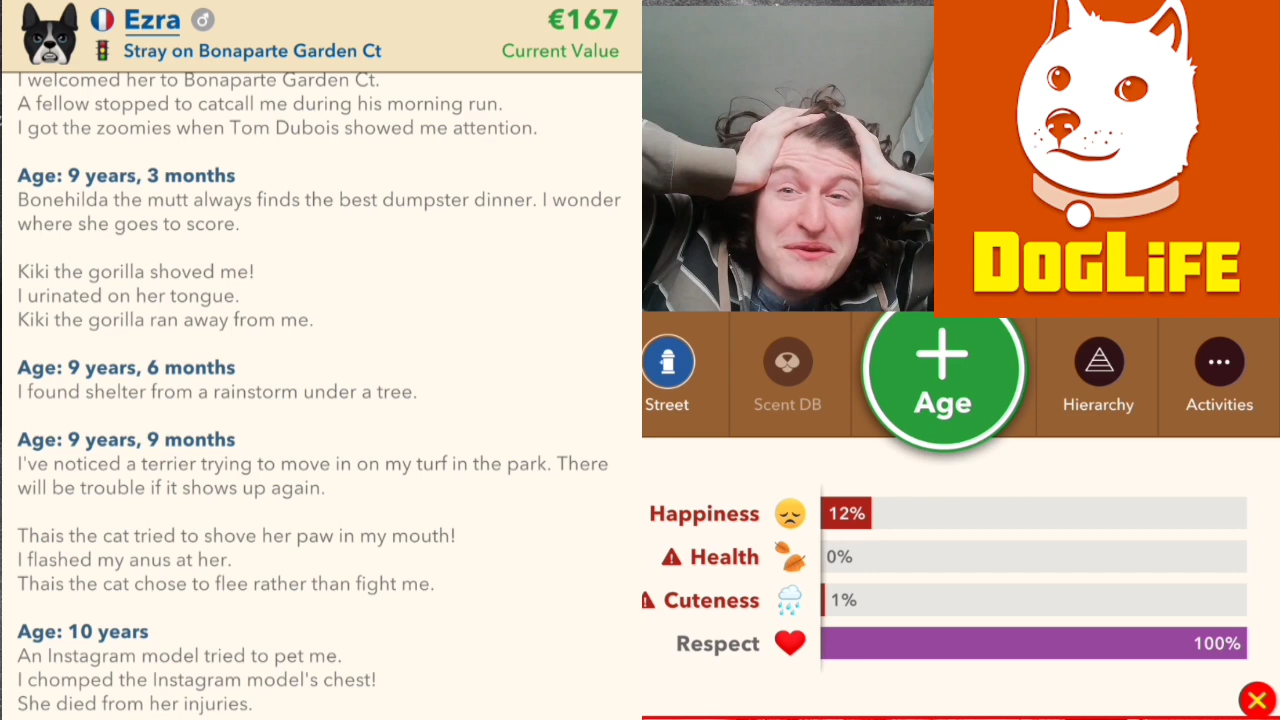 Ezra
€167
Stray on Bonaparte Garden Ct
Current Value
I welcomed her to Bonaparte Garden Ct.
A fellow stopped to catcall me during his morning run.
I got the zoomies when Tom Dubois showed me attention.
Age: 9 years, 3 months
Bonehilda the mutt always finds the best dumpster dinner. I wonder
where she goes to score.
Kiki the gorilla shoved me!
I urinated on her tongue.
Kiki the gorilla ran away from me.
Age: 9 years, 6 months
I found shelter from a rainstorm under a tree.
Age: 9 years, 9 months
I've noticed a terrier trying to move in on my turf in the park. There
will be trouble if it shows up again.
Thais the cat tried to shove her paw in my mouth!
I flashed my anus at her.
Thais the cat chose to flee rather than fight me.
Age: 10 years
An Instagram model tried to pet me.
I chomped the Instagram model's chest!
She died from her injuries.
DOGLiFE
Street
Scent DB
Age
Hierarchy
Activities
Happiness 12%
Health 0%
Cuteness 1%
Respect 100%